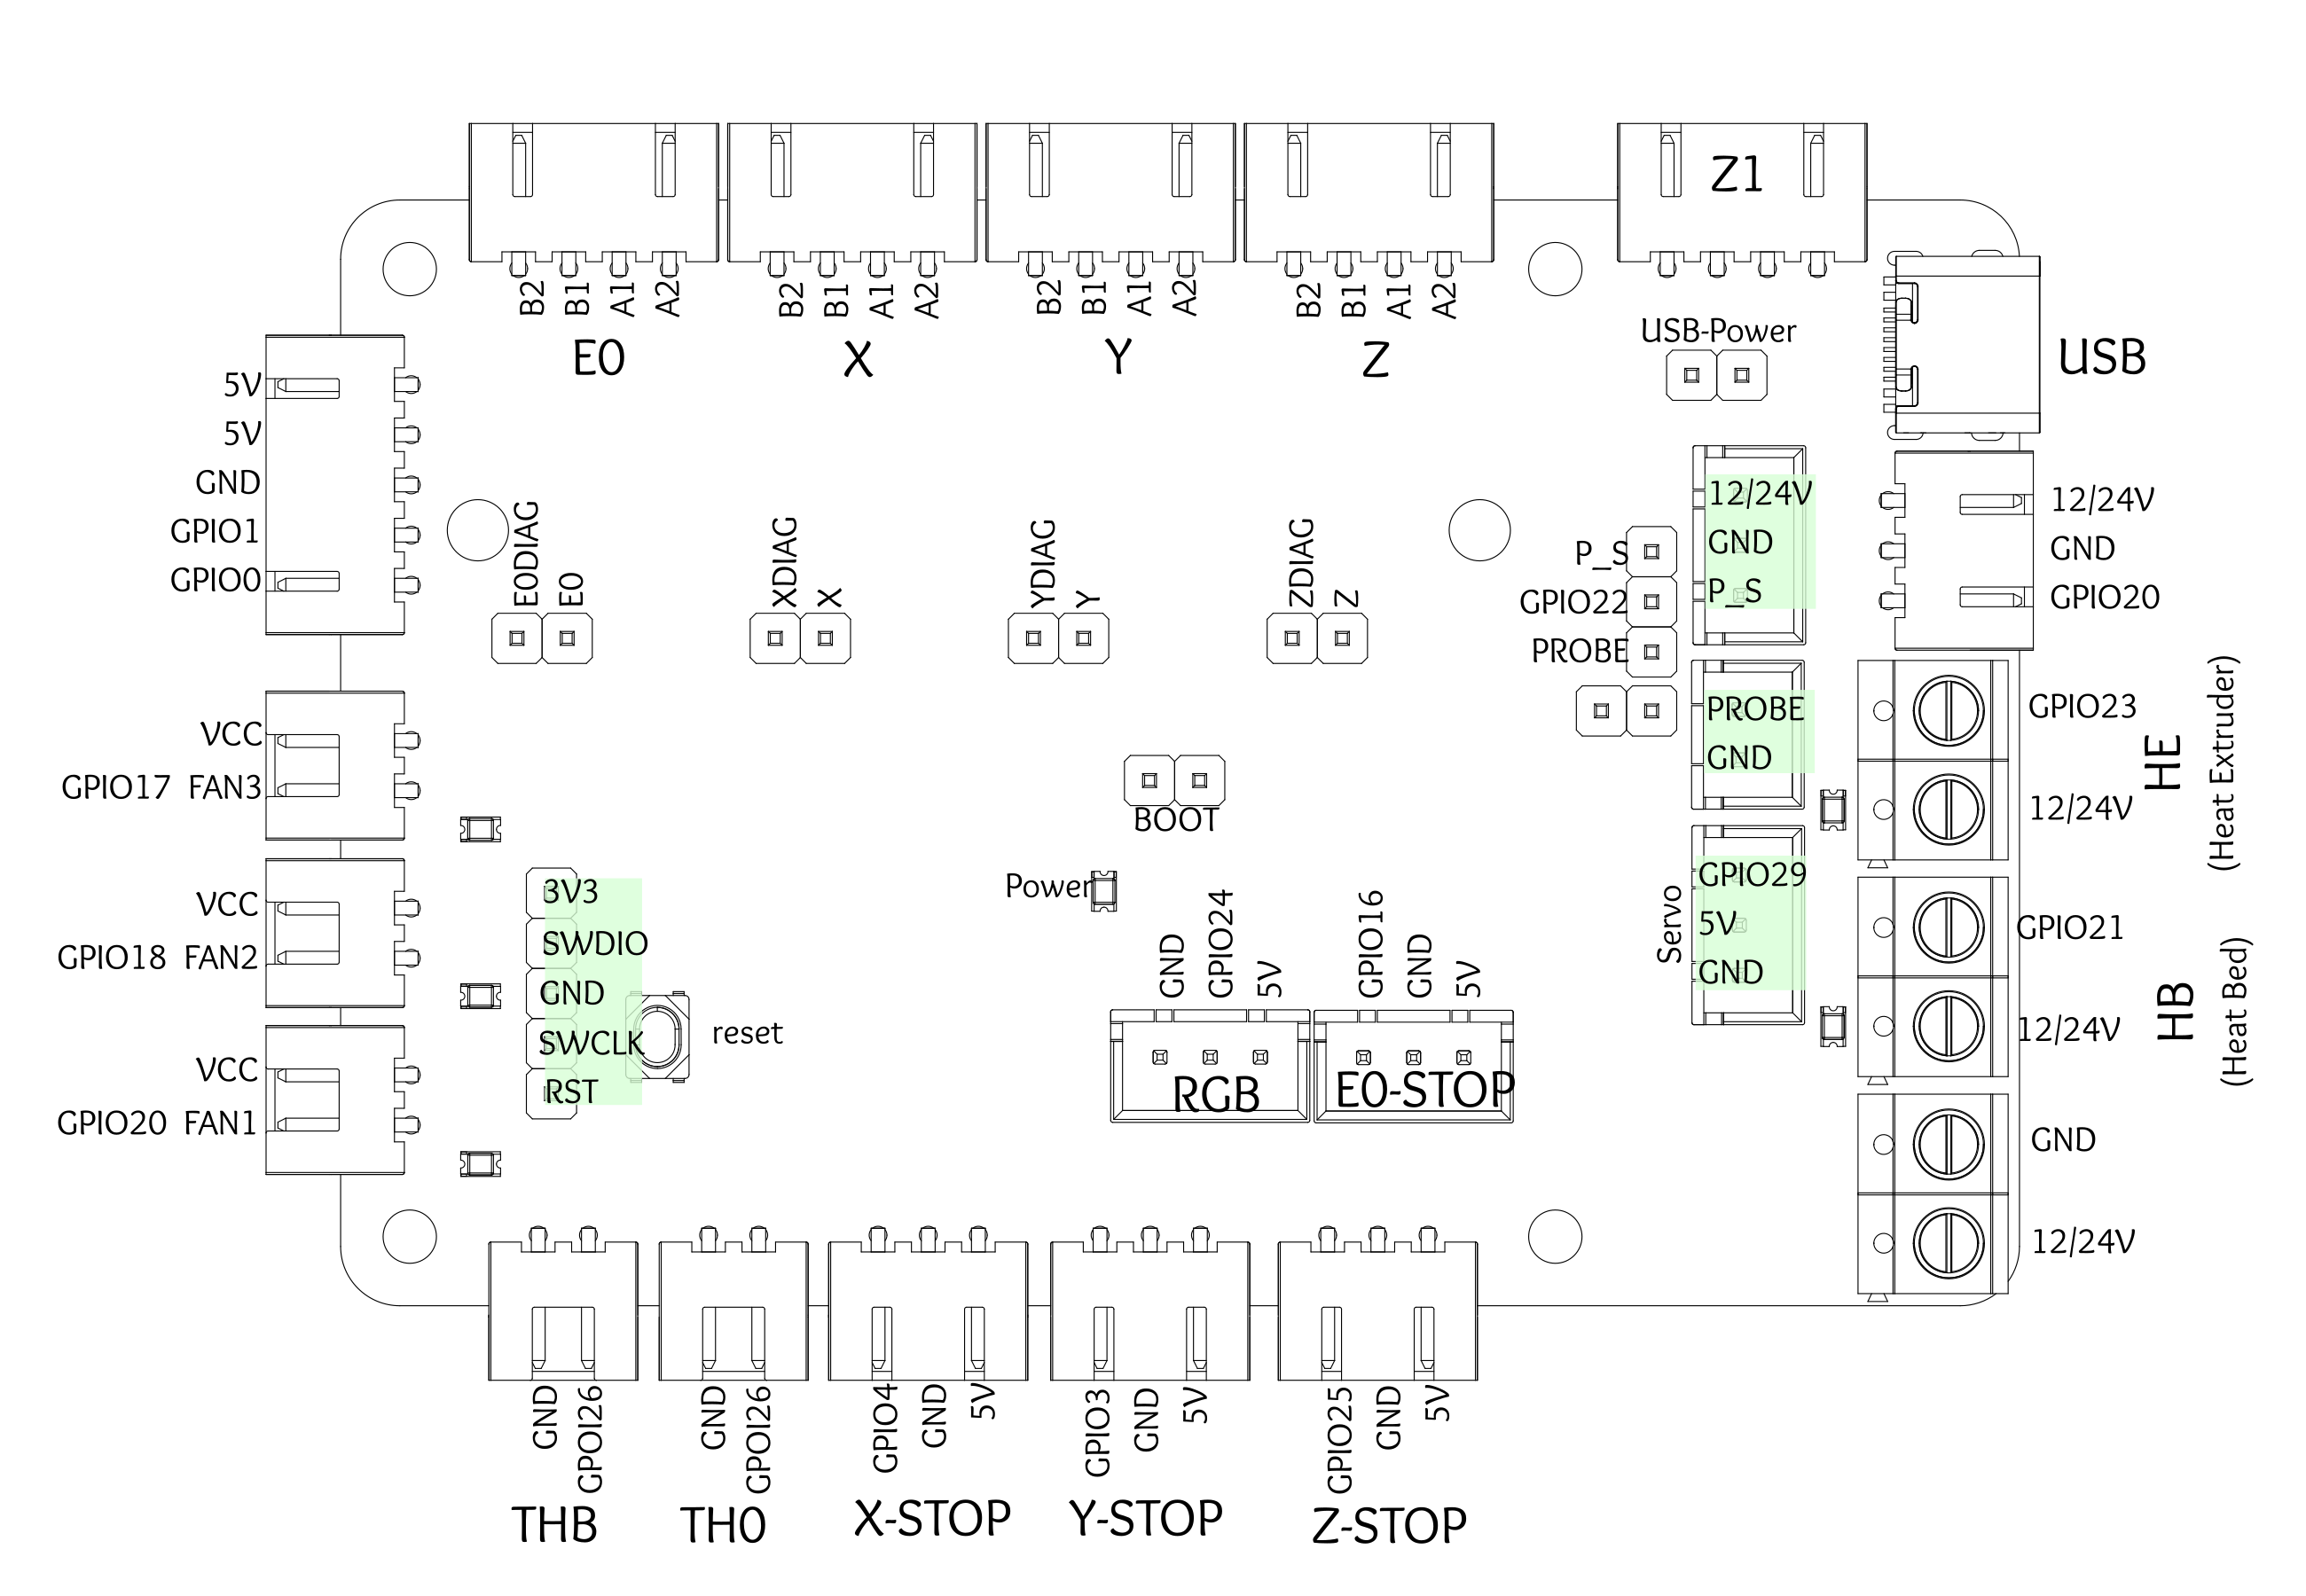 Z1
B2 B1 A1 A2
E0
B2 B1 A1 A2
X
B2 B1 A1 A2
Y
B2 B1 A1 A2
Z
USB-Power
USB
5V
5V
GND
GPIO1
GPIO0
E0DIAG
E0
XDIAG
X
YDIAG
Y
ZDIAG
Z
P_S
GPIO22
PROBE
12/24V
GND
P_S
12/24V
GND
GPIO20
PROBE
GND
GPIO23
12/24V
HE
(Heat Extruder)
VCC
GPIO17 FAN3
VCC
GPIO18 FAN2
VCC
GPIO20 FAN1
BOOT
Power
3V3
SWDIO
GND
SWCLK
RST
reset
GND
GPIO24
5V
RGB
GPIO16
GND
5V
E0-STOP
Servo
GPIO29
5V
GND
GPIO21
12/24V
HB
(Heat Bed)
GND
12/24V
GND
GPOI26
THB
GND
GPOI26
TH0
GPIO4
GND
5V
X-STOP
GPIO3
GND
5V
Y-STOP
GPIO25
GND
5V
Z-STOP